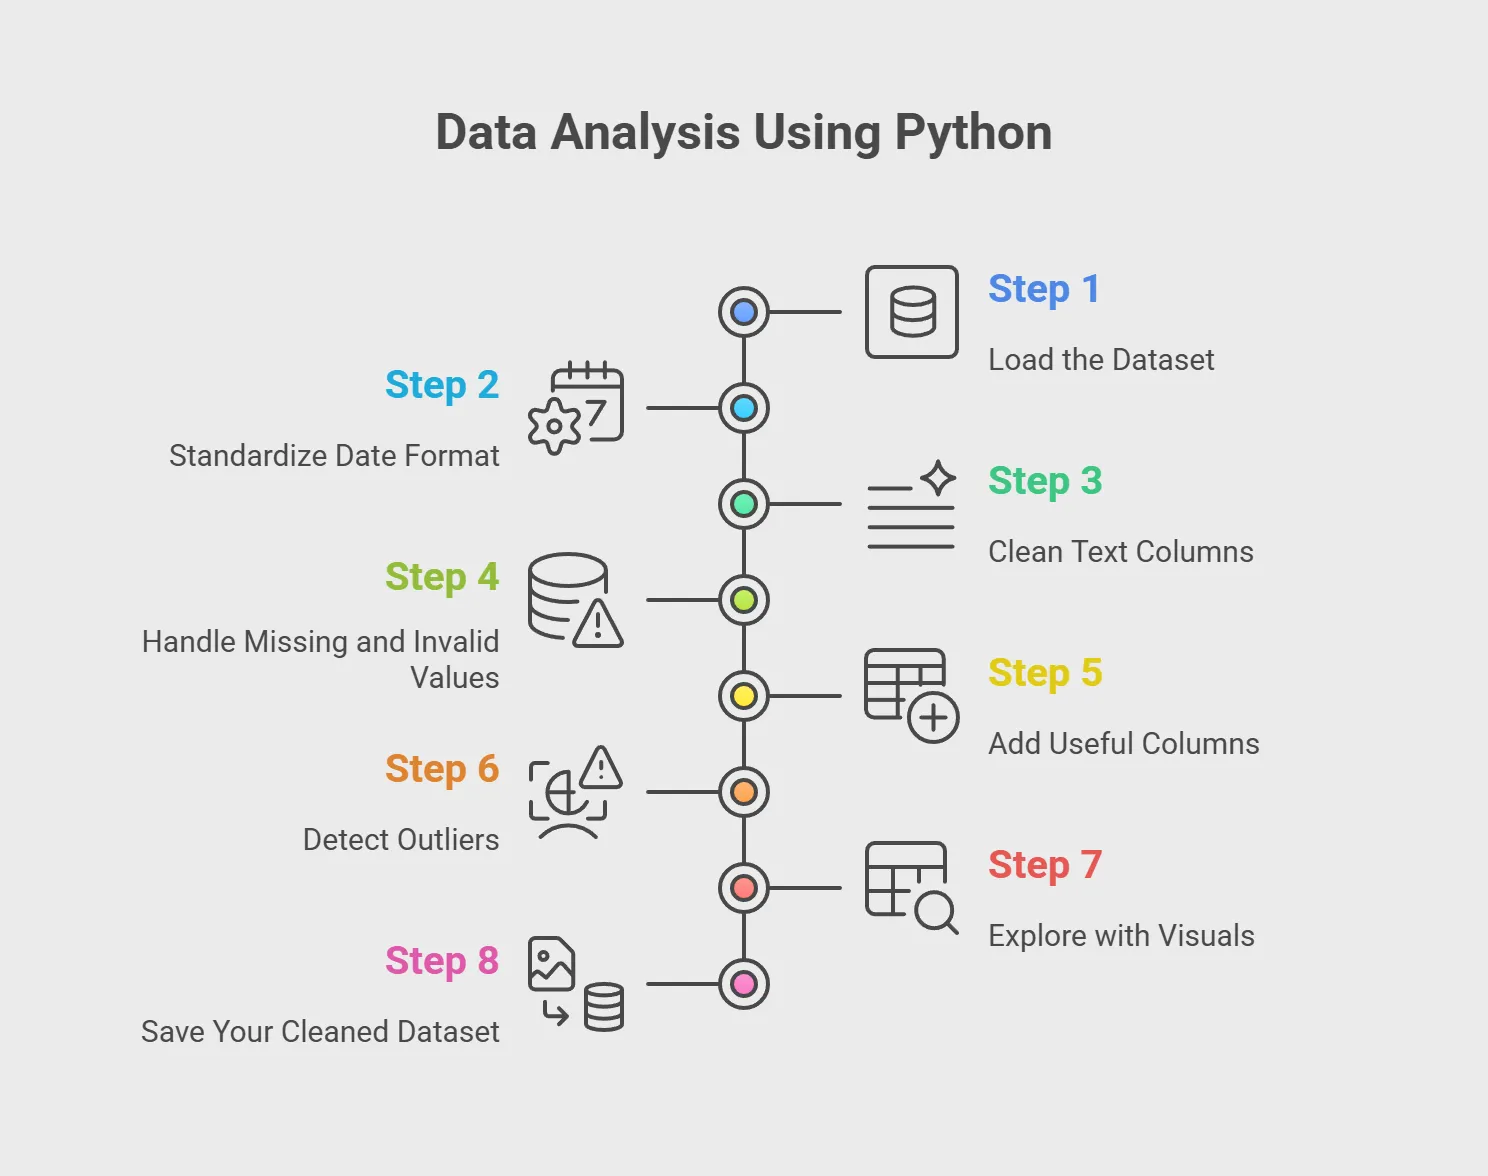 Data Analysis Using Python
Step 1
Load the Dataset
Step 2
Standardize Date Format
7
Step 3
Clean Text Columns
Step 4
Handle Missing and Invalid
Values
Step 5
Add Useful Columns
Step 6
Detect Outliers
Step 7
Explore with Visuals
Step 8
Save Your Cleaned Dataset